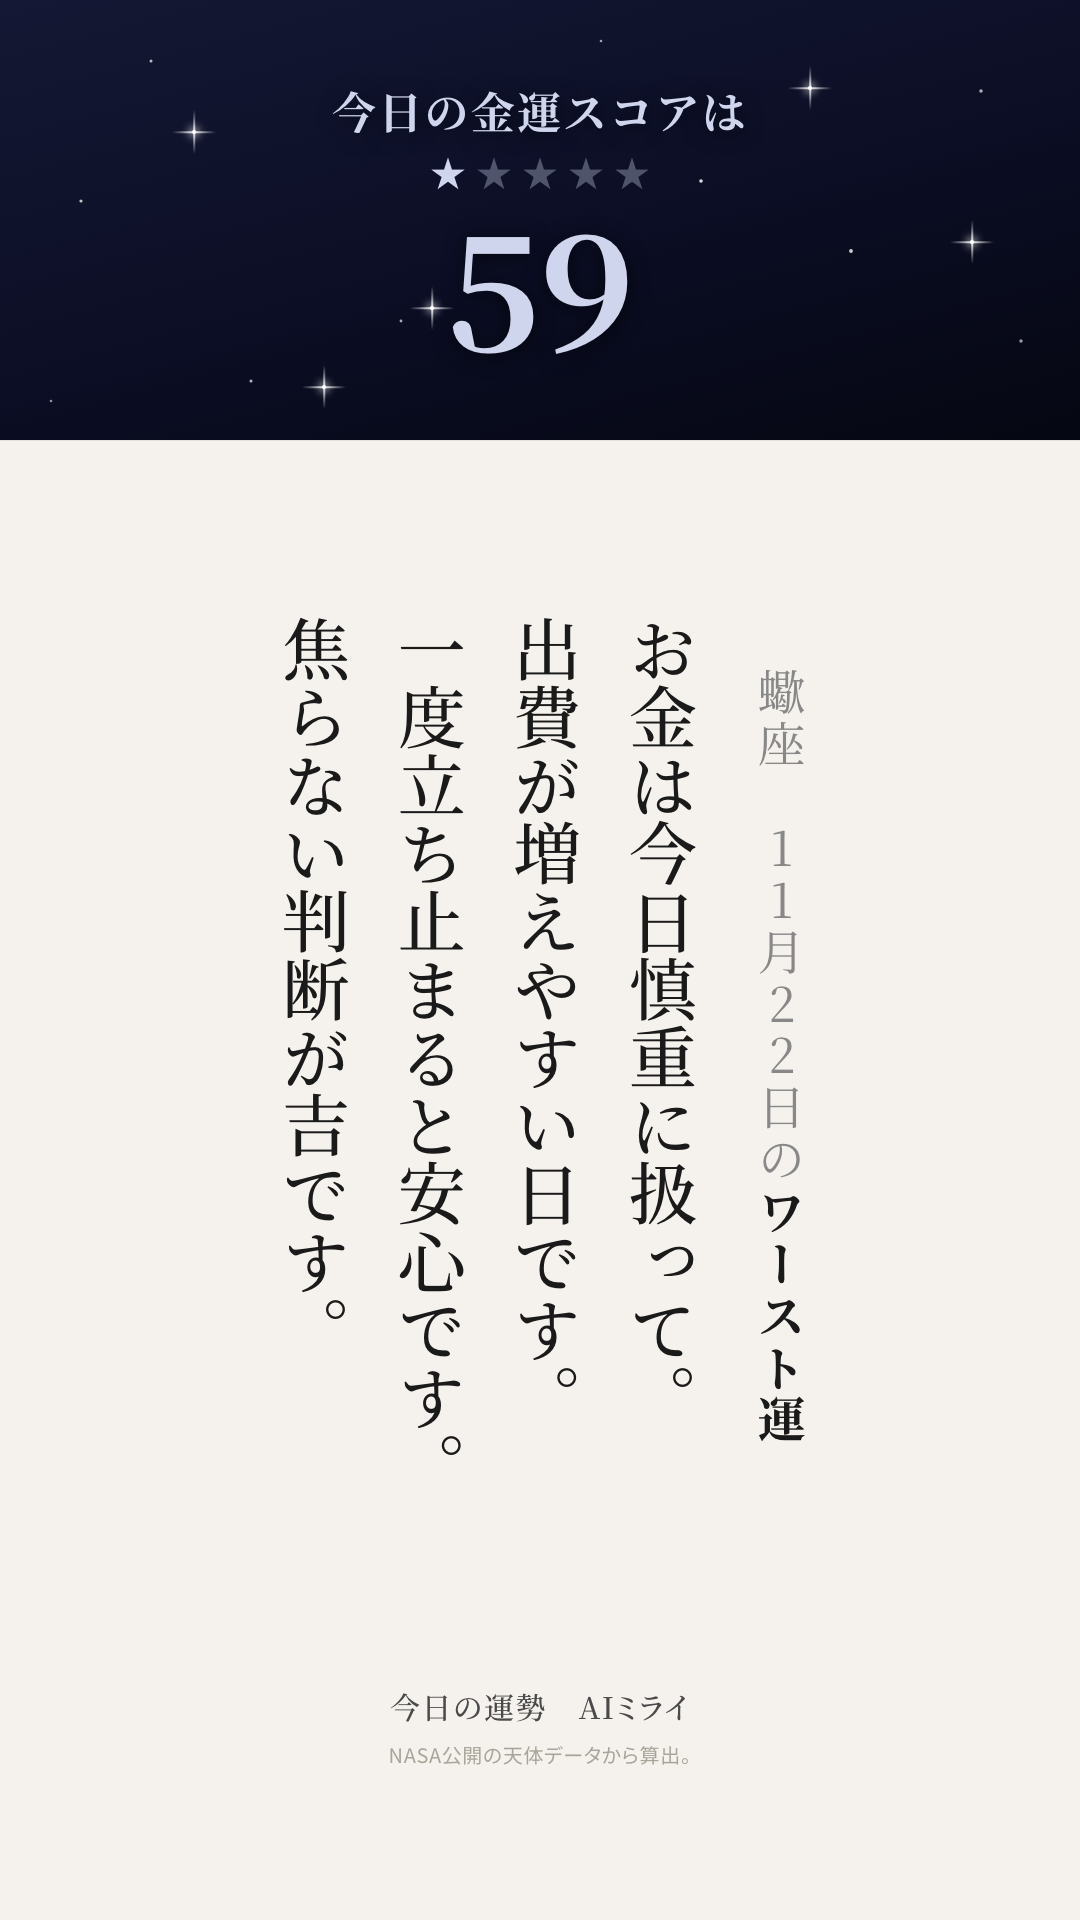 今日の金運スコアは
★★★★★
59
蠍座　11月22日のワースト運
お金は今日慎重に扱って。
出費が増えやすい日です。
一度立ち止まると安心です。
焦らない判断が吉です。
今日の運勢　AIミライ
NASA公開の天体データから算出。